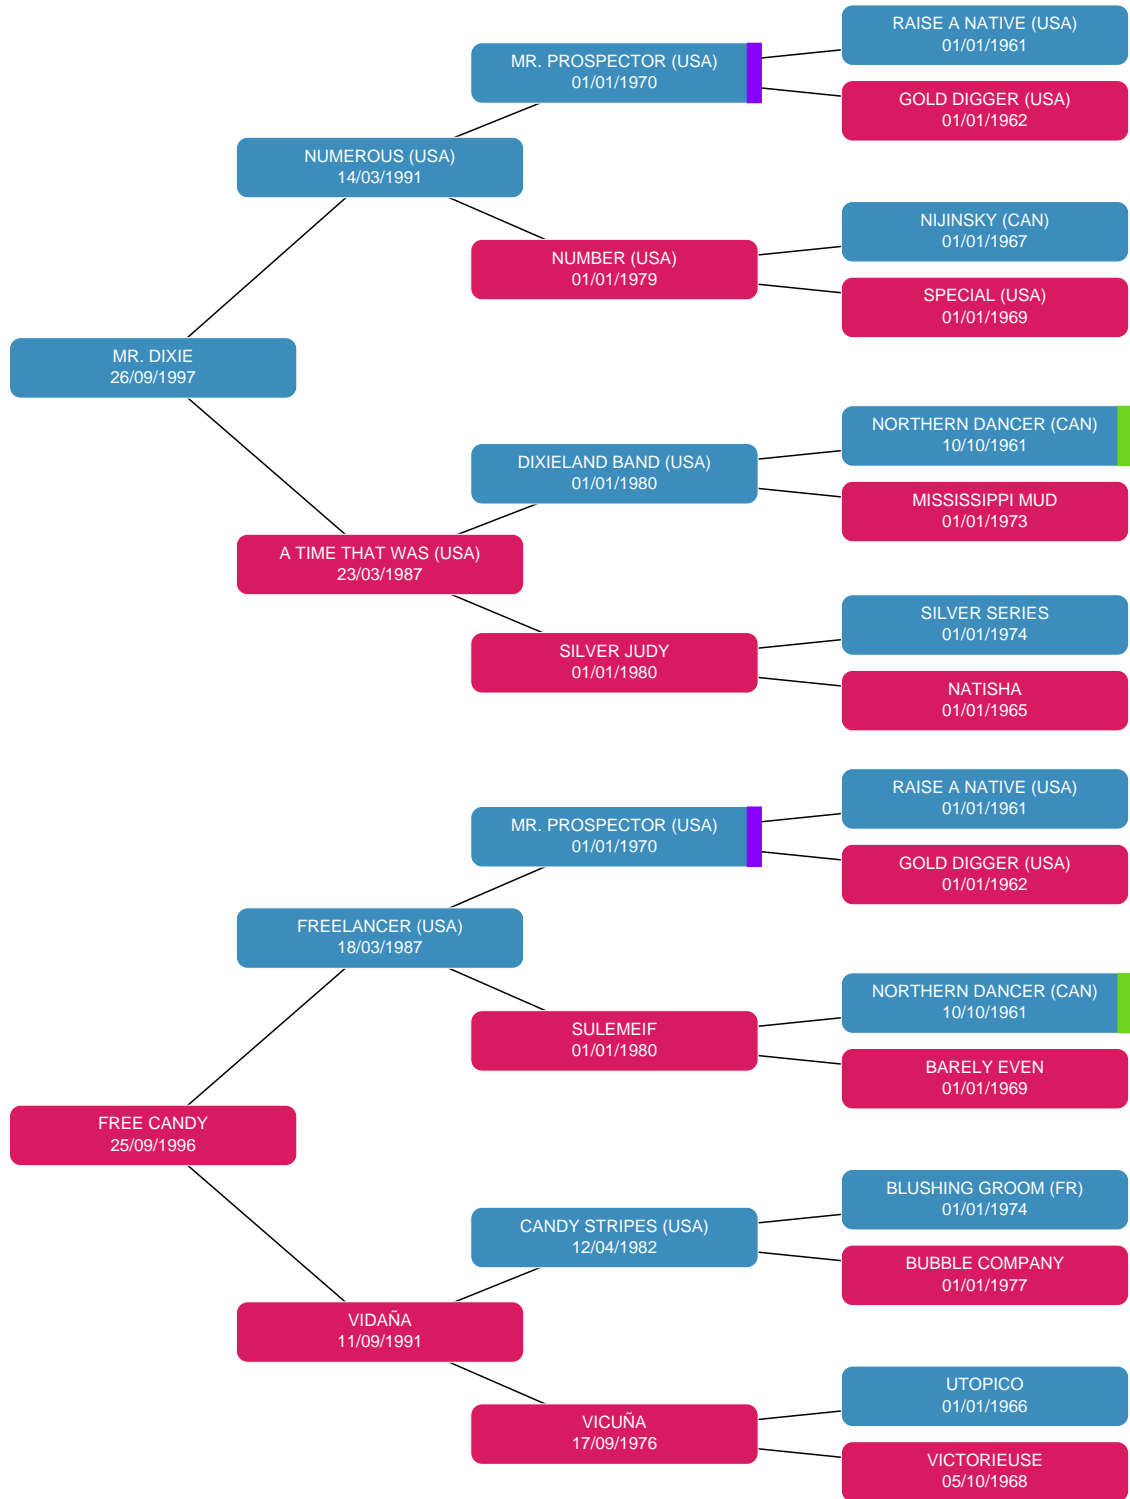 RAISE A NATIVE (USA)
01/01/1961
MR. PROSPECTOR (USA)
01/01/1970
GOLD DIGGER (USA)
01/01/1962
NUMEROUS (USA)
14/03/1991
NIJINSKY (CAN)
01/01/1967
NUMBER (USA)
01/01/1979
SPECIAL (USA)
01/01/1969
MR. DIXIE
26/09/1997
NORTHERN DANCER (CAN)
10/10/1961
DIXIELAND BAND (USA)
01/01/1980
MISSISSIPPI MUD
01/01/1973
A TIME THAT WAS (USA)
23/03/1987
SILVER SERIES
01/01/1974
SILVER JUDY
01/01/1980
NATISHA
01/01/1965
RAISE A NATIVE (USA)
01/01/1961
MR. PROSPECTOR (USA)
01/01/1970
GOLD DIGGER (USA)
01/01/1962
FREELANCER (USA)
18/03/1987
NORTHERN DANCER (CAN)
10/10/1961
SULEMEIF
01/01/1980
BARELY EVEN
01/01/1969
FREE CANDY
25/09/1996
BLUSHING GROOM (FR)
01/01/1974
CANDY STRIPES (USA)
12/04/1982
BUBBLE COMPANY
01/01/1977
VIDAÑA
11/09/1991
UTOPICO
01/01/1966
VICUÑA
17/09/1976
VICTORIEUSE
05/10/1968